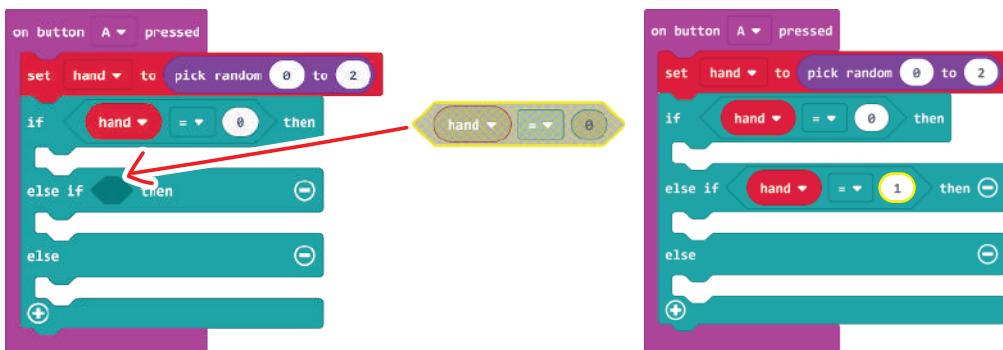 on button A pressed
set hand to pick random 0 to 2
if hand = 0 then
else if then
else
hand = 0
on button A pressed
set hand to pick random 0 to 2
if hand = 0 then
else if hand = 1 then
else